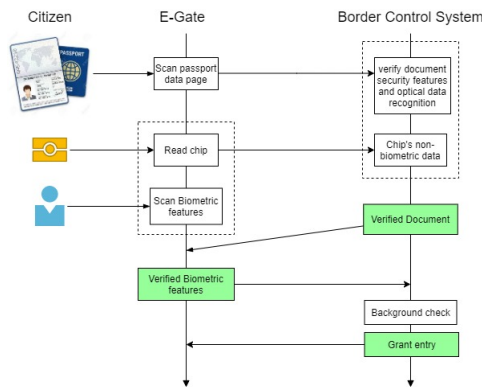 Citizen
E-Gate
Border Control System
PASSPORT
Scan passport
data page
verify document
security features
and optical data
recognition
Read chip
Chip's non-
biometric data
Scan Biometric
features
Verified Document
Verified Biometric
features
Background check
Grant entry